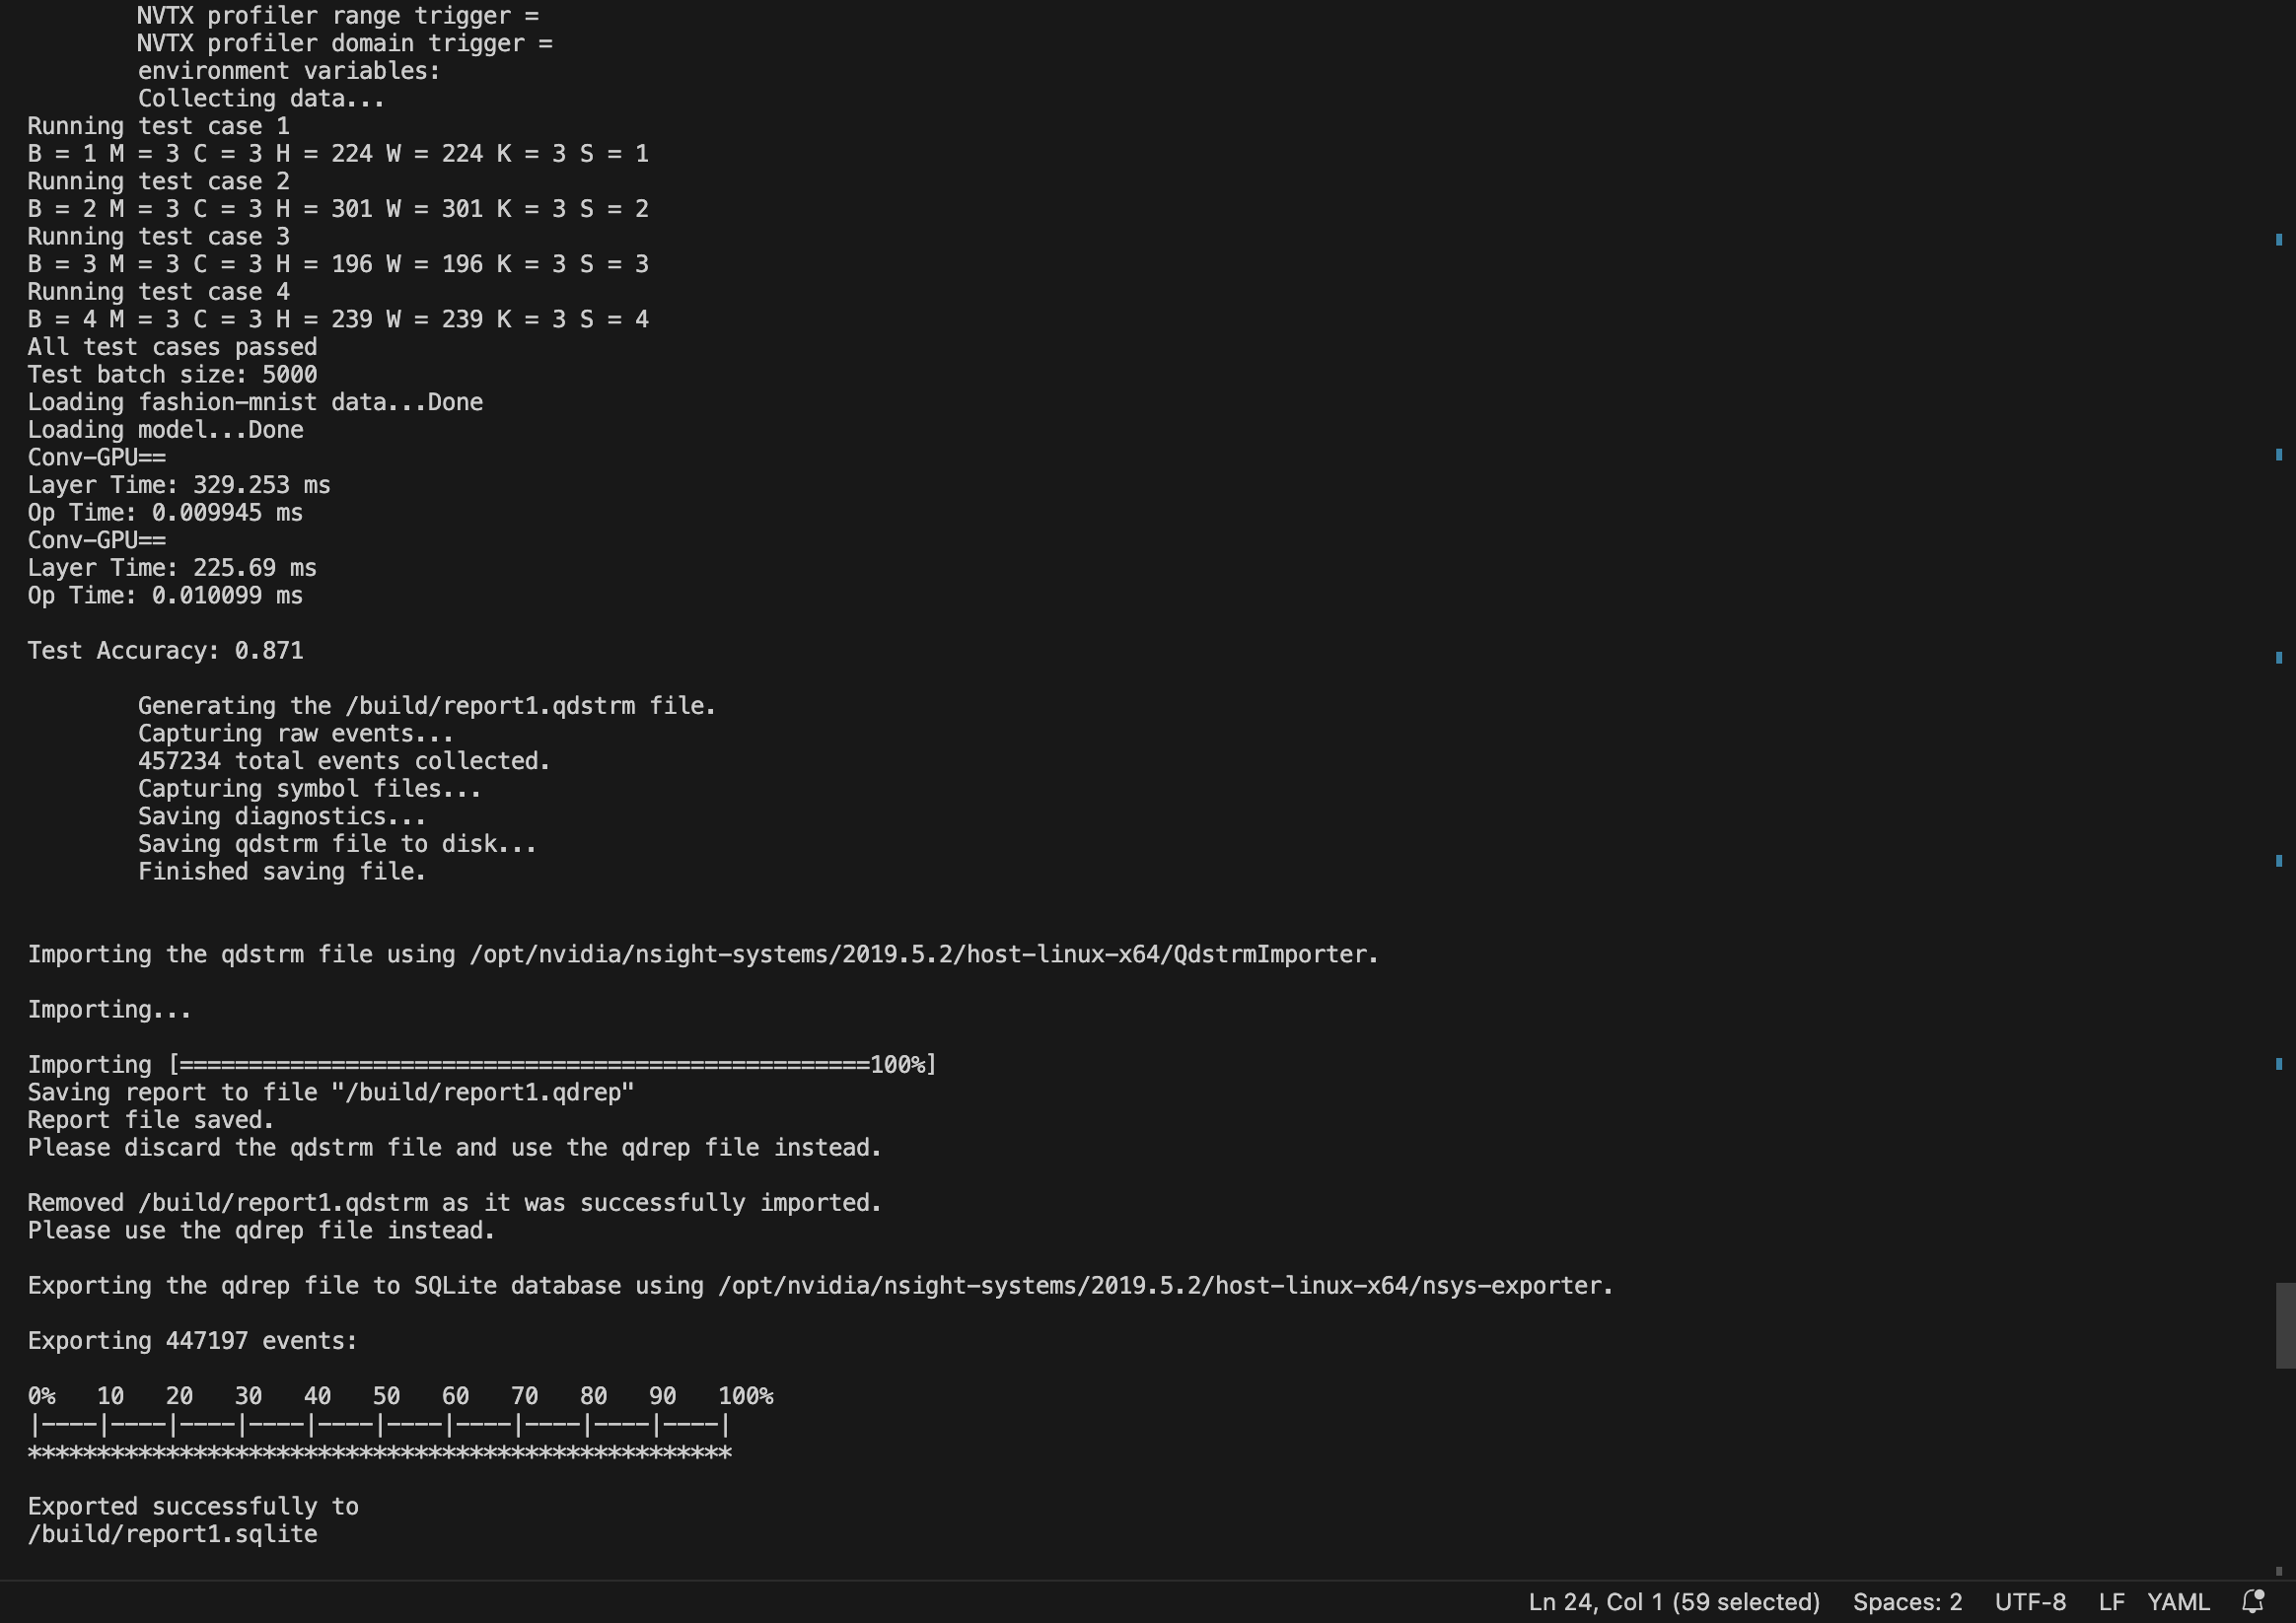 NVTX profiler range trigger =
NVTX profiler domain trigger =
environment variables:
Collecting data...
Running test case 1
B = 1 M = 3 C = 3 H = 224 W = 224 K = 3 S = 1
Running test case 2
B = 2 M = 3 C = 3 H = 301 W = 301 K = 3 S = 2
Running test case 3
B = 3 M = 3 C = 3 H = 196 W = 196 K = 3 S = 3
Running test case 4
B = 4 M = 3 C = 3 H = 239 W = 239 K = 3 S = 4
All test cases passed
Test batch size: 5000
Loading fashion-mnist data...Done
Loading model...Done
Conv-GPU==
Layer Time: 329.253 ms
Op Time: 0.009945 ms
Conv-GPU==
Layer Time: 225.69 ms
Op Time: 0.010099 ms
Test Accuracy: 0.871
Generating the /build/report1.qdstrm file.
Capturing raw events...
457234 total events collected.
Capturing symbol files...
Saving diagnostics...
Saving qdstrm file to disk...
Finished saving file.
Importing the qdstrm file using /opt/nvidia/nsight-systems/2019.5.2/host-linux-x64/QdstrmImporter.
Importing...
Importing [==================================================100%]
Saving report to file "/build/report1.qdrep"
Report file saved.
Please discard the qdstrm file and use the qdrep file instead.
Removed /build/report1.qdstrm as it was successfully imported.
Please use the qdrep file instead.
Exporting the qdrep file to SQLite database using /opt/nvidia/nsight-systems/2019.5.2/host-linux-x64/nsys-exporter.
Exporting 447197 events:
0%   10   20   30   40   50   60   70   80   90   100%
|----|----|----|----|----|----|----|----|----|----|
***************************************************
Exported successfully to
/build/report1.sqlite
Ln 24, Col 1 (59 selected) Spaces: 2 UTF-8 LF YAML